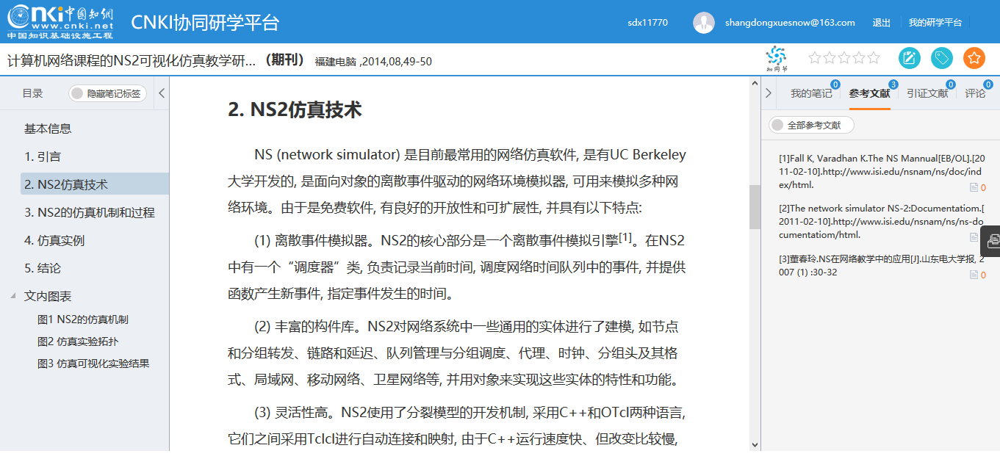 Cnki中国知网
www.cnki.net
中国知识基础设施工程
CNKI协同研学平台
sdx11770
shangdongxuesnow@163.com
退出
我的研学平台
计算机网络课程的NS2可视化仿真教学研... (期刊) 福建电脑 ,2014,08,49-50
知网节
目录
隐藏笔记标签
基本信息
1. 引言
2. NS2仿真技术
3. NS2的仿真机制和过程
4. 仿真实例
5. 结论
文内图表
图1 NS2的仿真机制
图2 仿真实验拓扑
图3 仿真可视化实验结果
2. NS2仿真技术
NS (network simulator) 是目前最常用的网络仿真软件, 是有UC Berkeley
大学开发的, 是面向对象的离散事件驱动的网络环境模拟器, 可用来模拟多种网
络环境。由于是免费软件, 有良好的开放性和可扩展性, 并具有以下特点:
(1) 离散事件模拟器。NS2的核心部分是一个离散事件模拟引擎[1]。在NS2
中有一个“调度器”类, 负责记录当前时间, 调度网络时间队列中的事件, 并提供
函数产生新事件, 指定事件发生的时间。
(2) 丰富的构件库。NS2对网络系统中一些通用的实体进行了建模, 如节点
和分组转发、链路和延迟、队列管理与分组调度、代理、时钟、分组头及其格
式、局域网、移动网络、卫星网络等, 并用对象来实现这些实体的特性和功能。
(3) 灵活性高。NS2使用了分裂模型的开发机制, 采用C++和OTcl两种语言,
它们之间采用Tclcl进行自动连接和映射, 由于C++运行速度快、但改变比较慢,
我的笔记 0
参考文献 3
引证文献 0
评论 0
全部参考文献
[1]Fall K, Varadhan K.The NS Mannual[EB/OL].[20
11-02-10].http://www.isi.edu/nsnam/ns/doc/ind
ex/html.
0
[2]The network simulator NS-2:Documentatiom.[
2011-02-10].http://www.isi.edu/nsnam/ns/ns-do
cumentatiom/html.
[3]董春玲.NS在网络教学中的应用[J].山东电大学报, 2
007 (1) :30-32
0